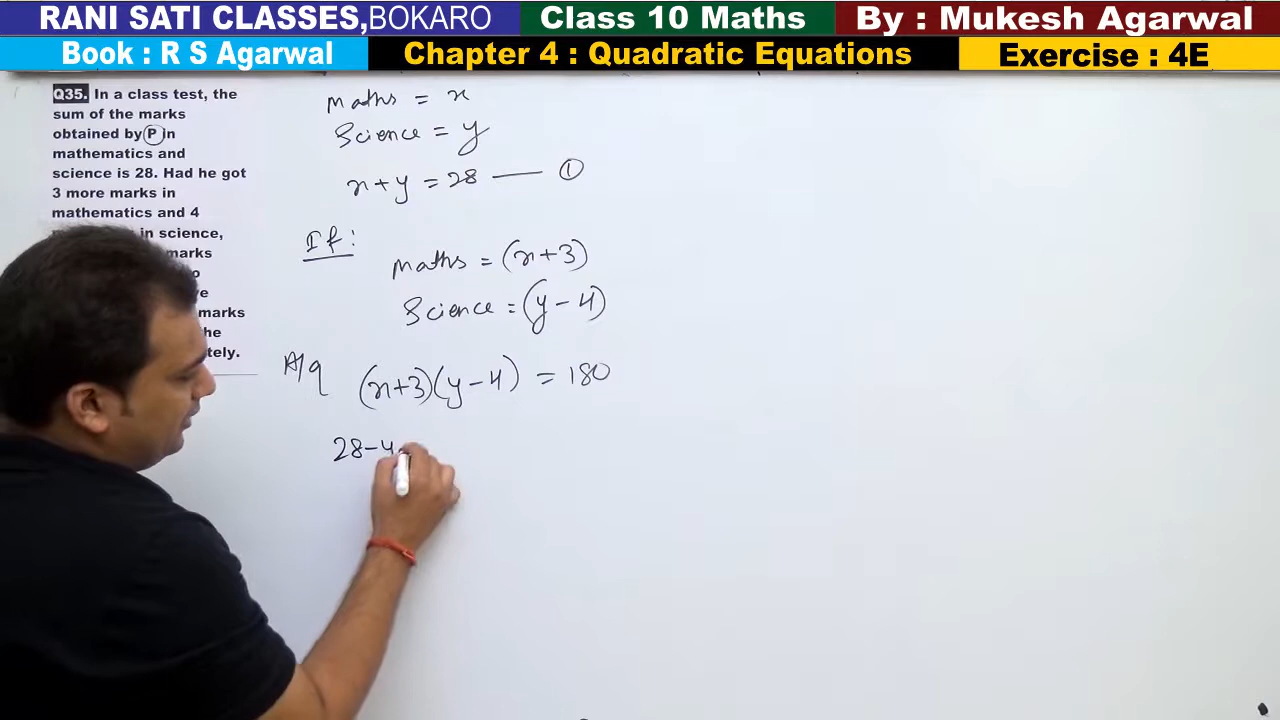 RANI SATI CLASSES,BOKARO
Class 10 Maths
By : Mukesh Agarwal
Book : R S Agarwal
Chapter 4 : Quadratic Equations
Exercise : 4E
Q35. In a class test, the
sum of the marks
obtained by P in
mathematics and
science is 28. Had he got
3 more marks in
mathematics and 4
in science,
marks
marks
Maths = x
Science = y
x+y = 28 —— ①
If :
Maths = (x+3)
Science = (y-4)
A/q (x+3)(y-4) = 180
28-4